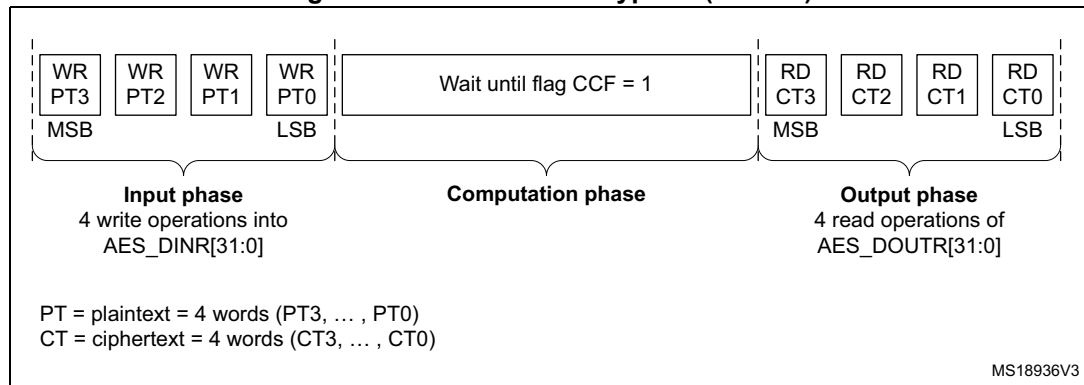 WR PT3
WR PT2
WR PT1
WR PT0
Wait until flag CCF = 1
RD CT3
RD CT2
RD CT1
RD CT0
MSB
LSB
MSB
LSB
Input phase
4 write operations into
AES_DINR[31:0]
Computation phase
Output phase
4 read operations of
AES_DOUTR[31:0]
PT = plaintext = 4 words (PT3, … , PT0)
CT = ciphertext = 4 words (CT3, … , CT0)
MS18936V3